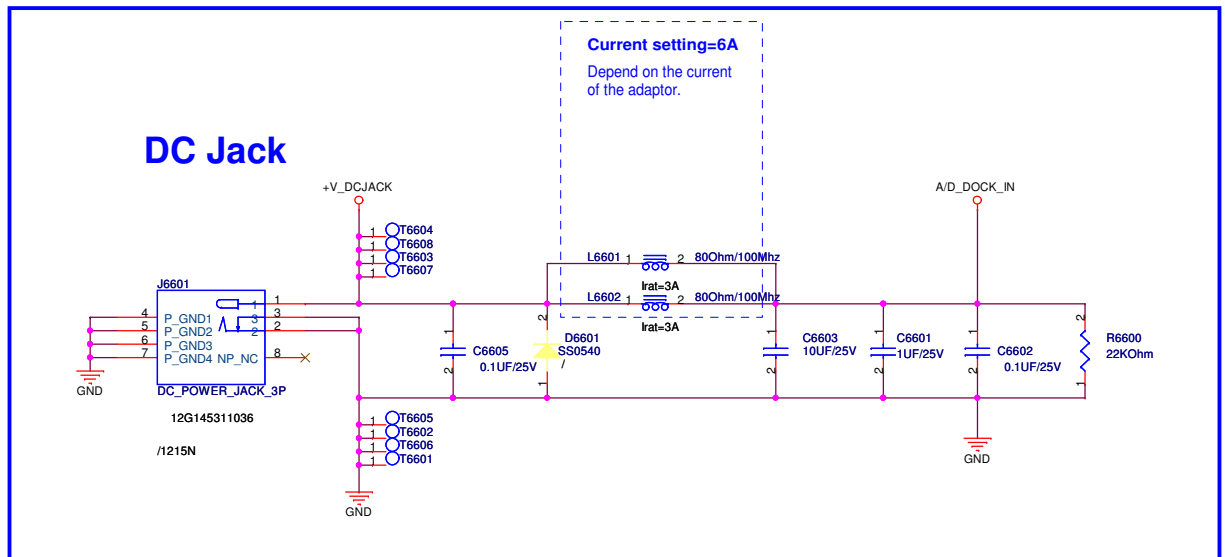 Current setting=6A
Depend on the current
of the adaptor.
DC Jack
+V_DCJACK
A/D_DOCK_IN
1 T6604
1 T6608
1 T6603
1 T6607
L6601 1 2 80Ohm/100Mhz
Irat=3A
L6602 1 2 80Ohm/100Mhz
Irat=3A
J6601
1 1
4 P_GND1 3 3
5 P_GND2 2 2
6 P_GND3
7 P_GND4 NP_NC 8
GND
DC_POWER_JACK_3P
12G145311036
/1215N
1
C6605
0.1UF/25V
2
2
D6601
SS0540
/
1
1
C6603
10UF/25V
2
1
C6601
1UF/25V
2
1
C6602
0.1UF/25V
2
2
R6600
22KOhm
1
1 T6605
1 T6602
1 T6606
1 T6601
GND
GND